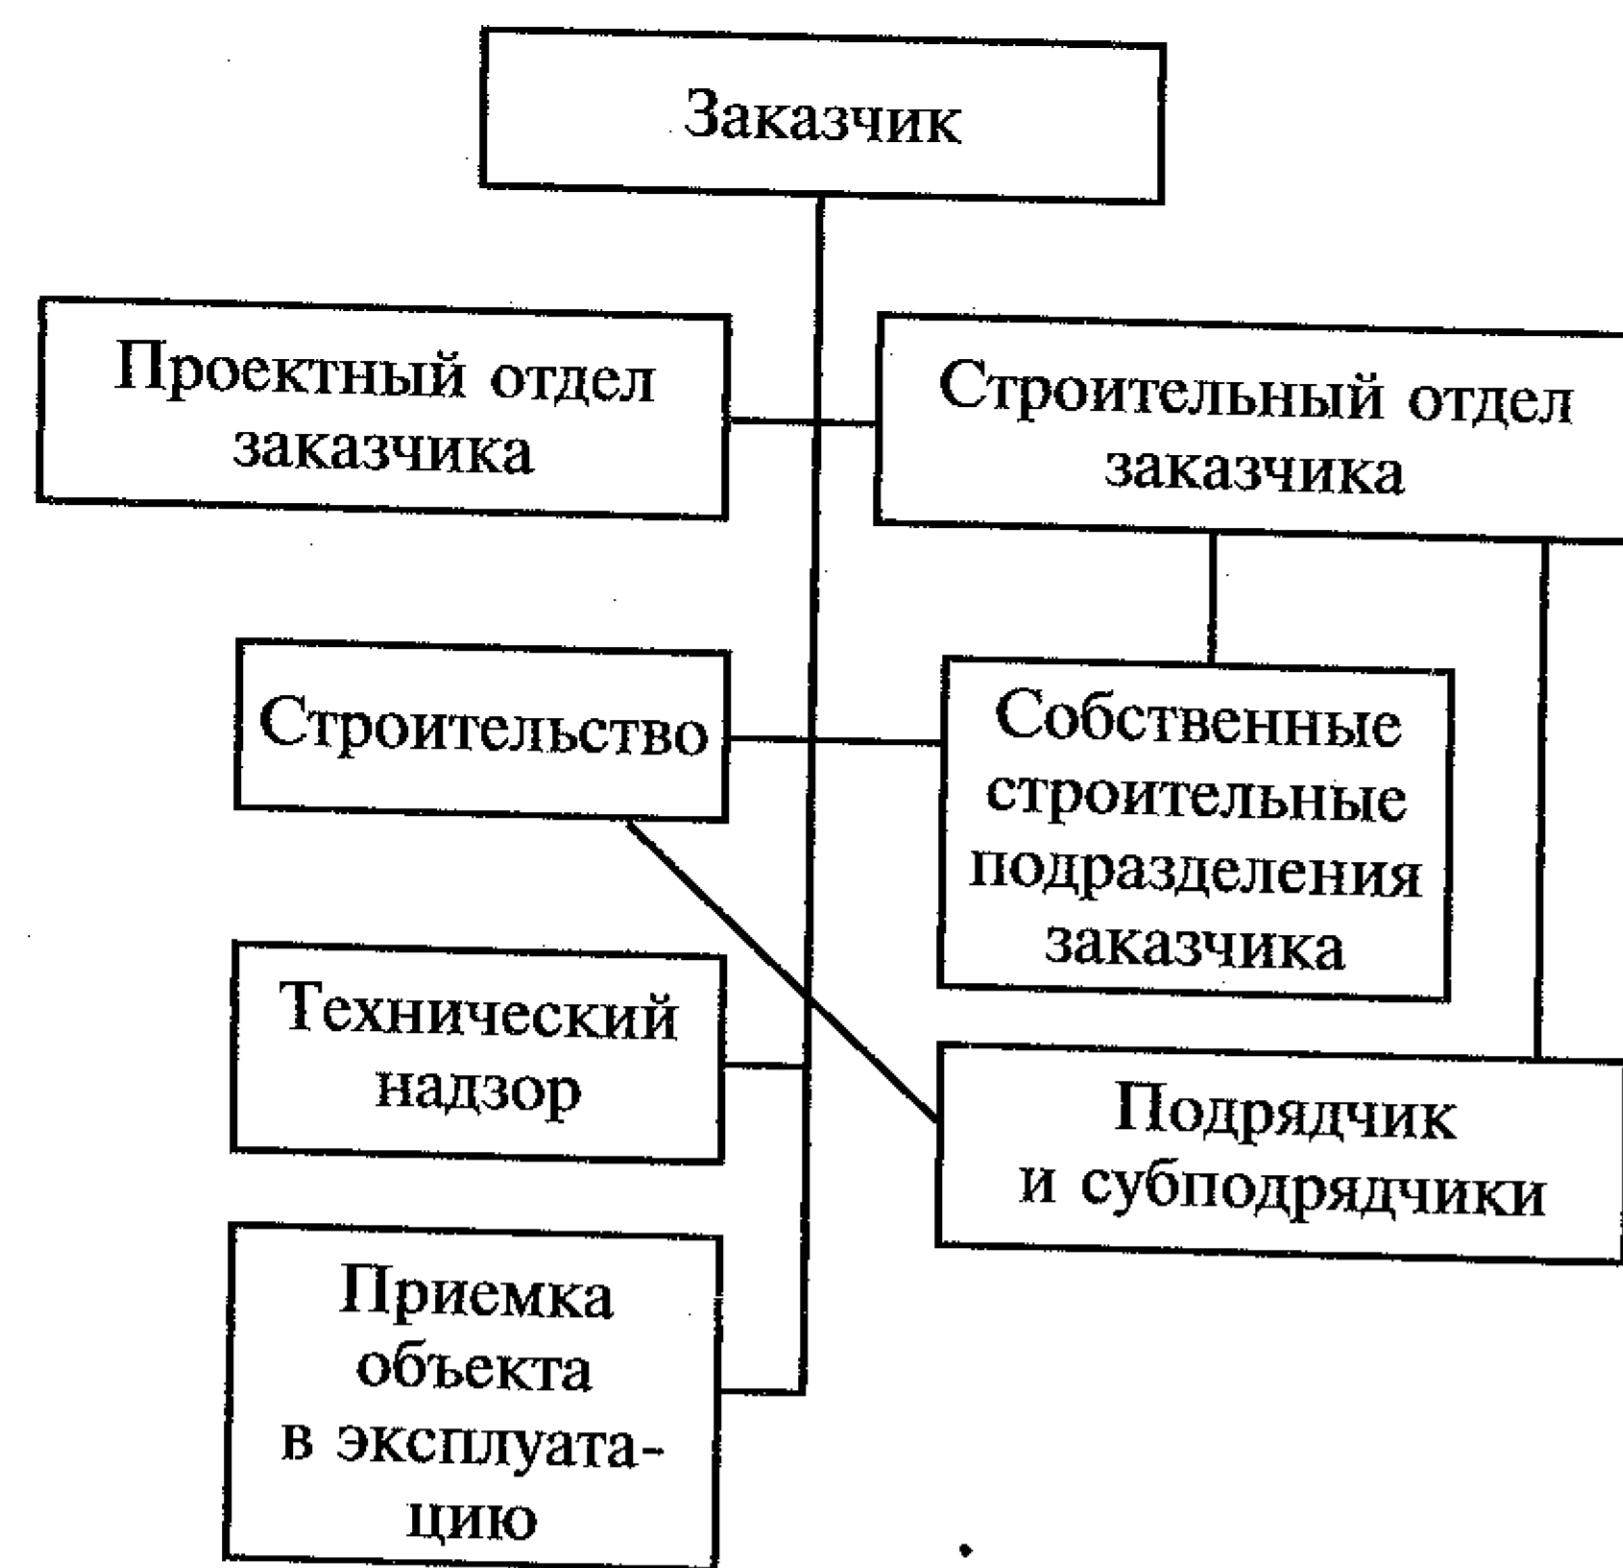 Заказчик
Проектный отдел
заказчика
Строительный отдел
заказчика
Строительство
Собственные
строительные
подразделения
заказчика
Технический
надзор
Подрядчик
и субподрядчики
Приемка
объекта
в эксплуата-
цию